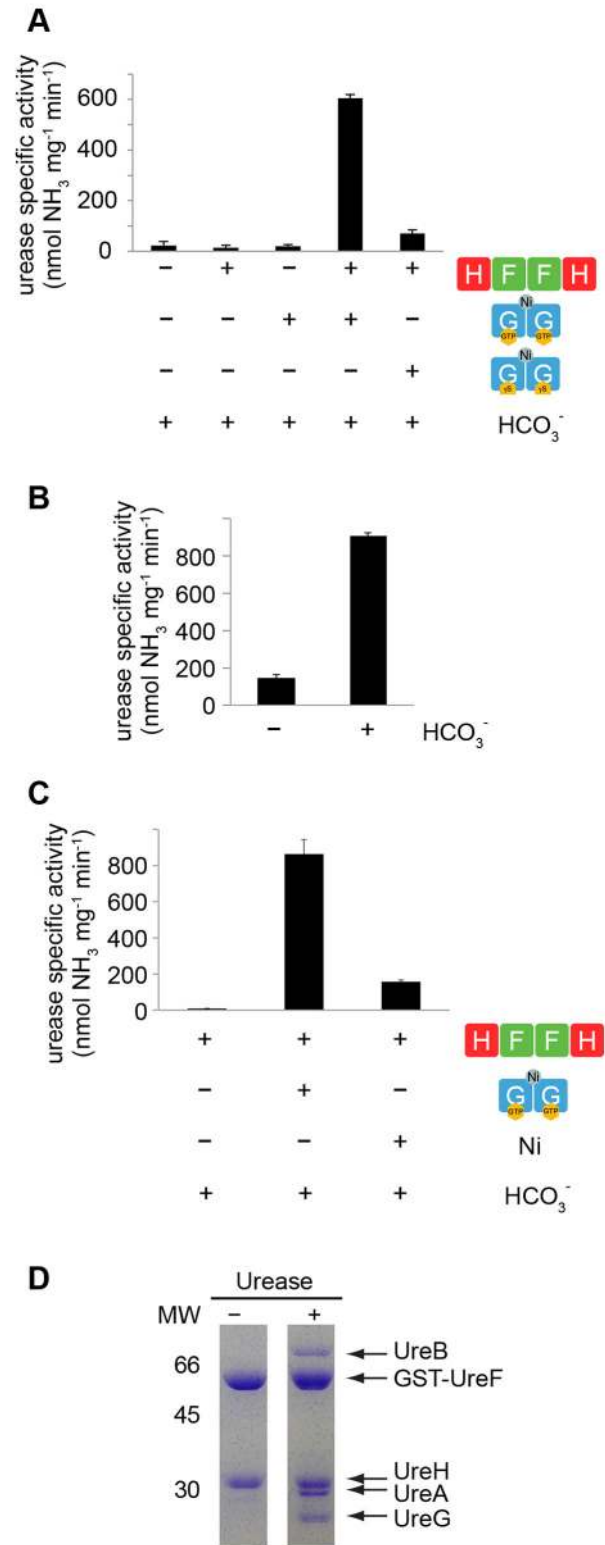 A
urease specific activity
(nmol NH₃ mg⁻¹ min⁻¹)
600
400
200
0
– + – + +
H F F H
– – + + –
Ni
G G
GTP GTP
– – – – +
Ni
G G
γS γS
+ + + + +
HCO₃⁻
B
urease specific activity
(nmol NH₃ mg⁻¹ min⁻¹)
800
600
400
200
0
– + HCO₃⁻
C
urease specific activity
(nmol NH₃ mg⁻¹ min⁻¹)
800
600
400
200
0
+ + +
H F F H
– + –
Ni
G G
GTP GTP
– – + Ni
+ + + HCO₃⁻
D
Urease
MW – +
UreB
66
GST-UreF
45
UreH
30
UreA
UreG